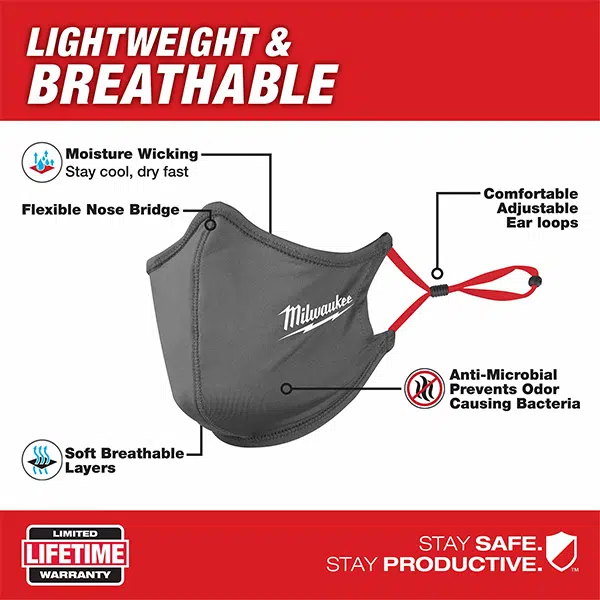 LIGHTWEIGHT &
BREATHABLE
Moisture Wicking
Stay cool, dry fast
Flexible Nose Bridge
Comfortable
Adjustable
Ear loops
Milwaukee
Anti-Microbial
Prevents Odor
Causing Bacteria
Soft Breathable
Layers
LIMITED
LIFETIME
WARRANTY
STAY SAFE.
STAY PRODUCTIVE.
TM